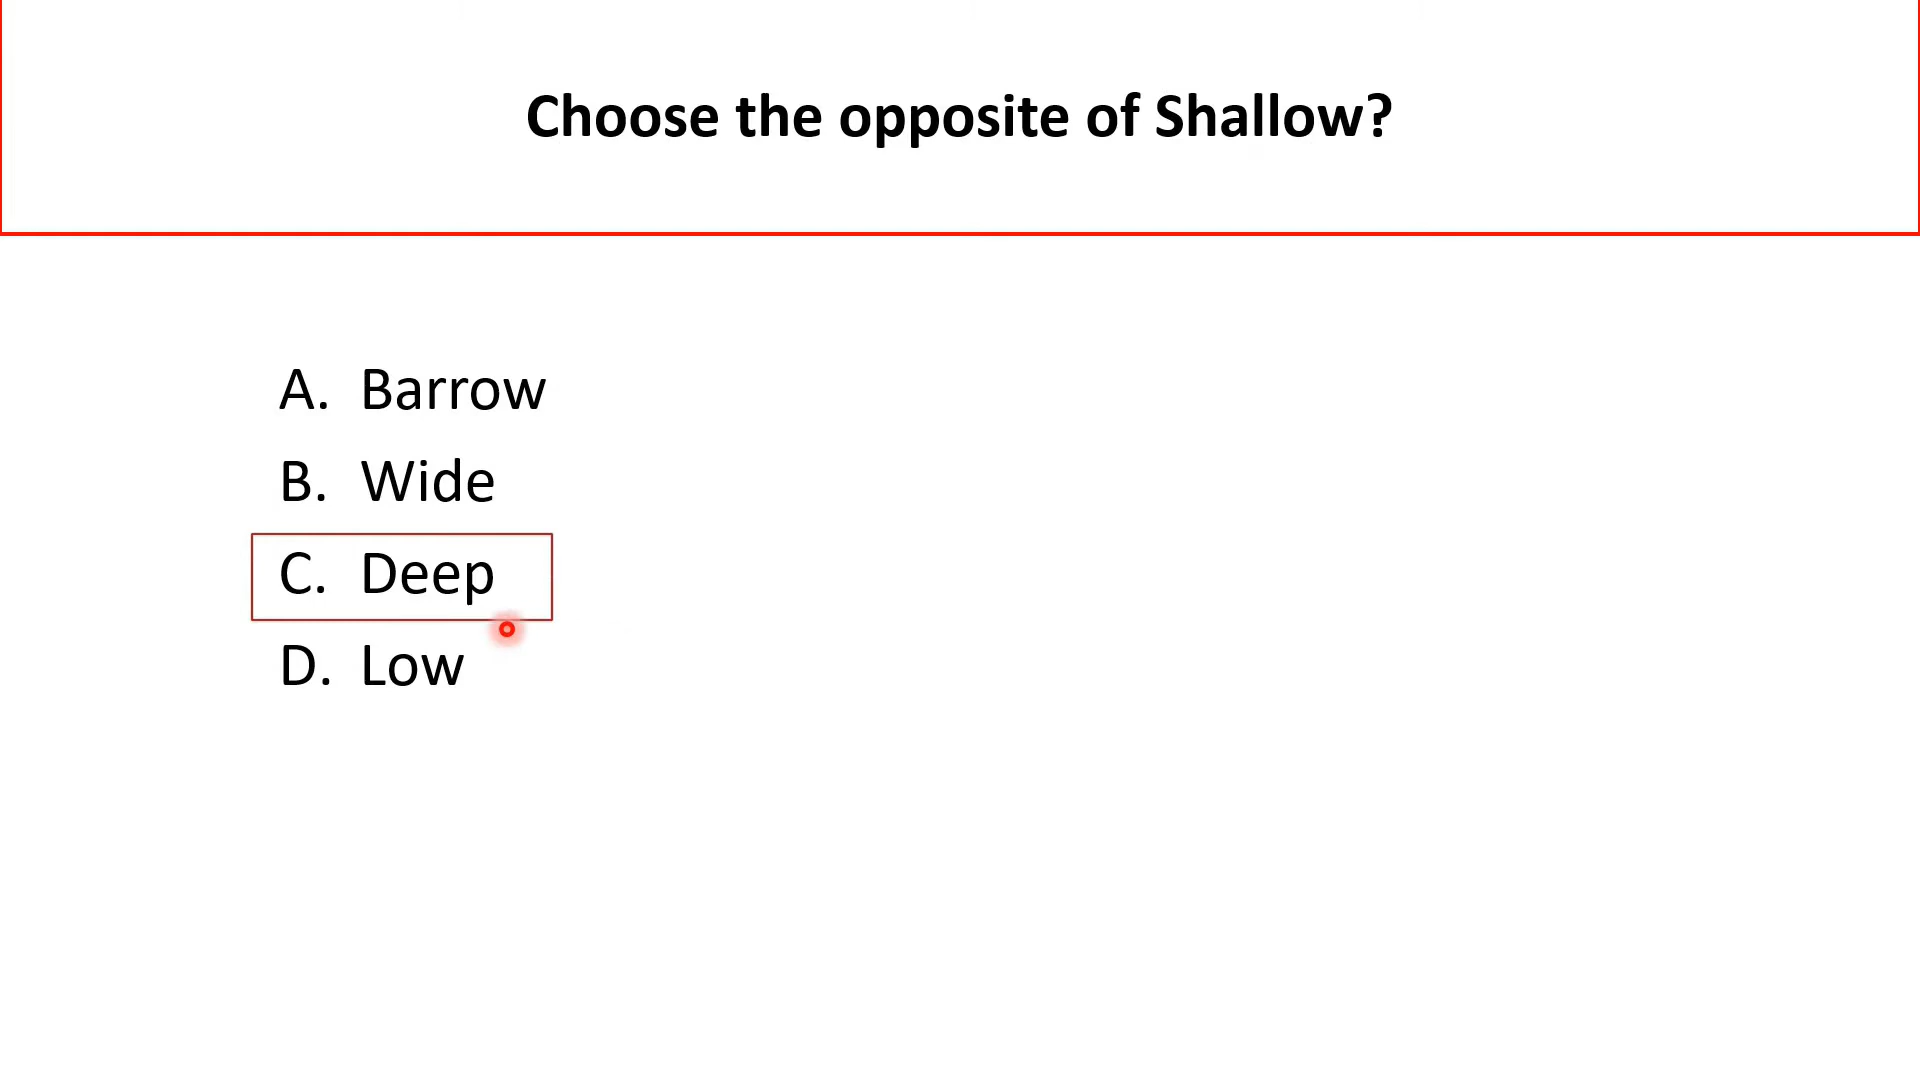 Choose the opposite of Shallow?
A. Barrow
B. Wide
C. Deep
D. Low